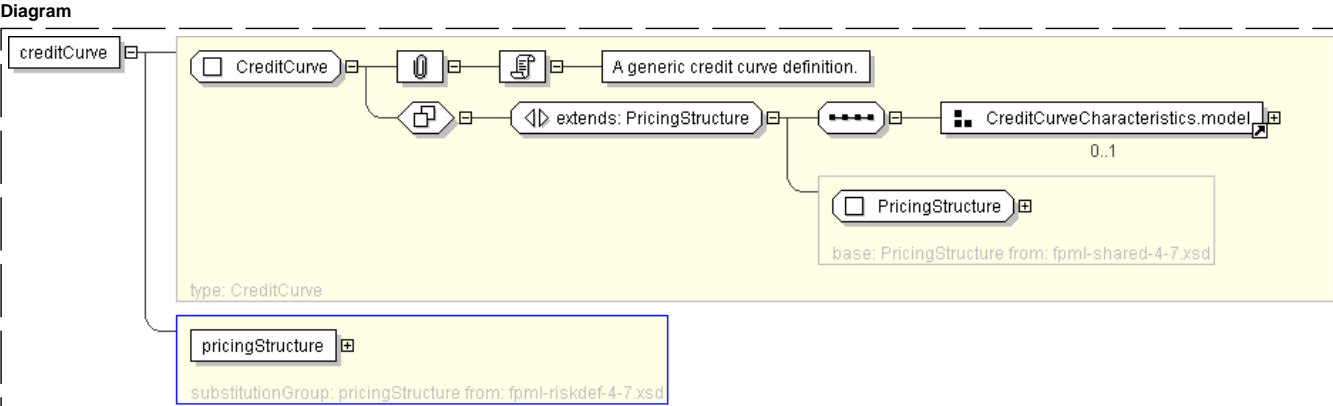 Diagram
creditCurve
CreditCurve
A generic credit curve definition.
extends: PricingStructure
CreditCurveCharacteristics.model
0..1
PricingStructure
base: PricingStructure from: fpml-shared-4-7.xsd
type: CreditCurve
pricingStructure
substitutionGroup: pricingStructure from: fpml-riskdef-4-7.xsd